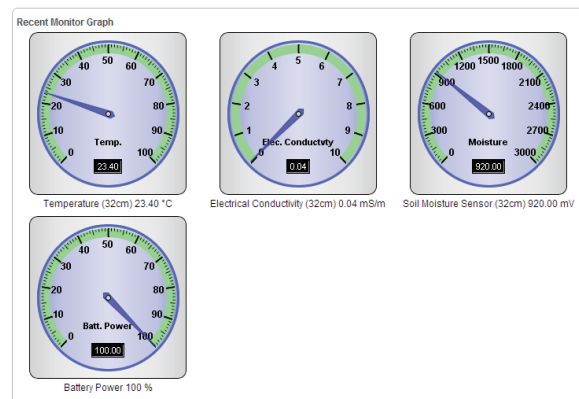 Recent Monitor Graph
0 10 20 30 40 50 60 70 80 90 100
Temp.
23.40
Temperature (32cm) 23.40 °C
0 1 2 3 4 5 6 7 8 9 10
Elec. Conductvty
0.04
Electrical Conductivity (32cm) 0.04 mS/m
0 300 600 900 1200 1500 1800 2100 2400 2700 3000
Moisture
920.00
Soil Moisture Sensor (32cm) 920.00 mV
0 10 20 30 40 50 60 70 80 90 100
Batt. Power
100.00
Battery Power 100 %